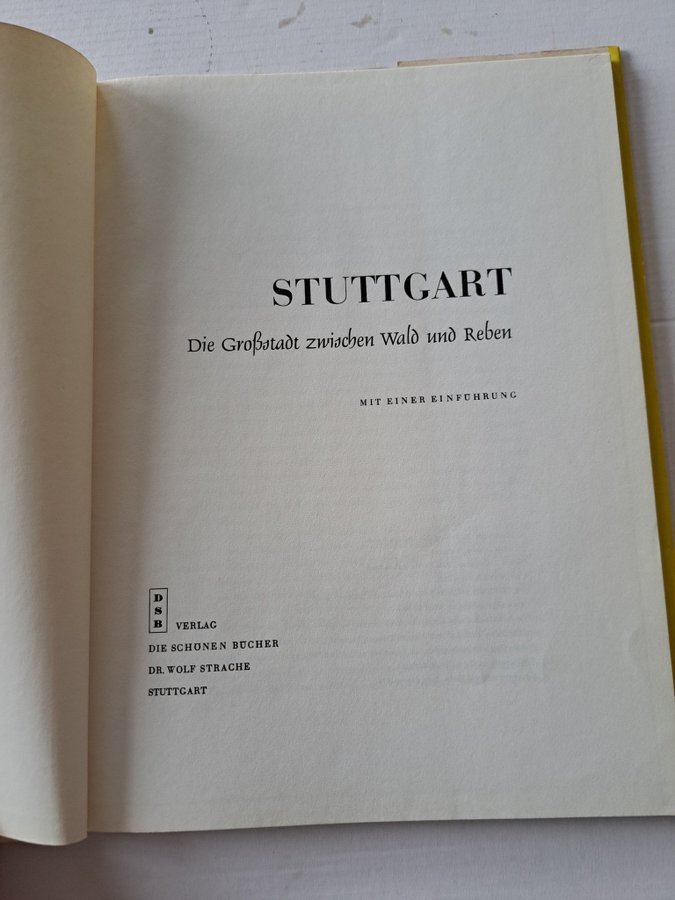 STUTTGART
Die Großstadt zwischen Wald und Reben
MIT EINER EINFÜHRUNG
D
S
B
VERLAG
DIE SCHÖNEN BÜCHER
DR. WOLF STRACHE
STUTTGART